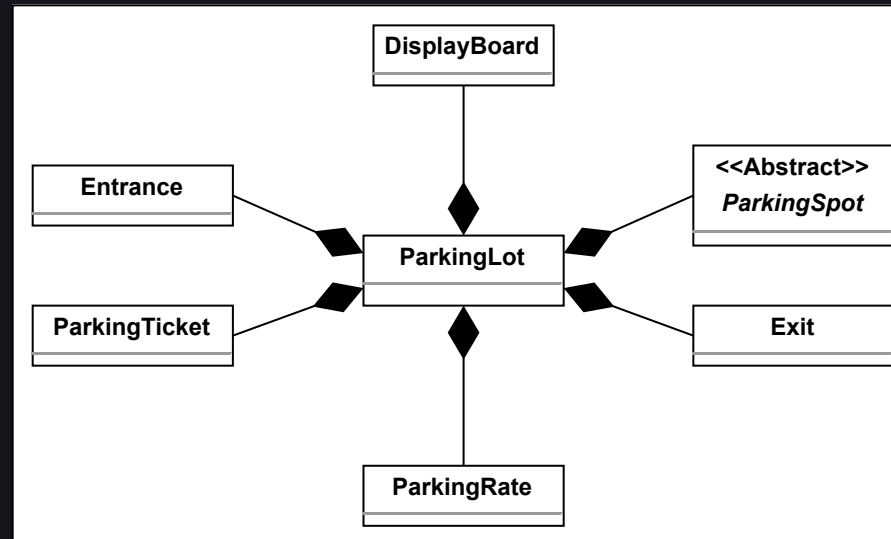 DisplayBoard
Entrance
<<Abstract>>
ParkingSpot
ParkingLot
ParkingTicket
Exit
ParkingRate